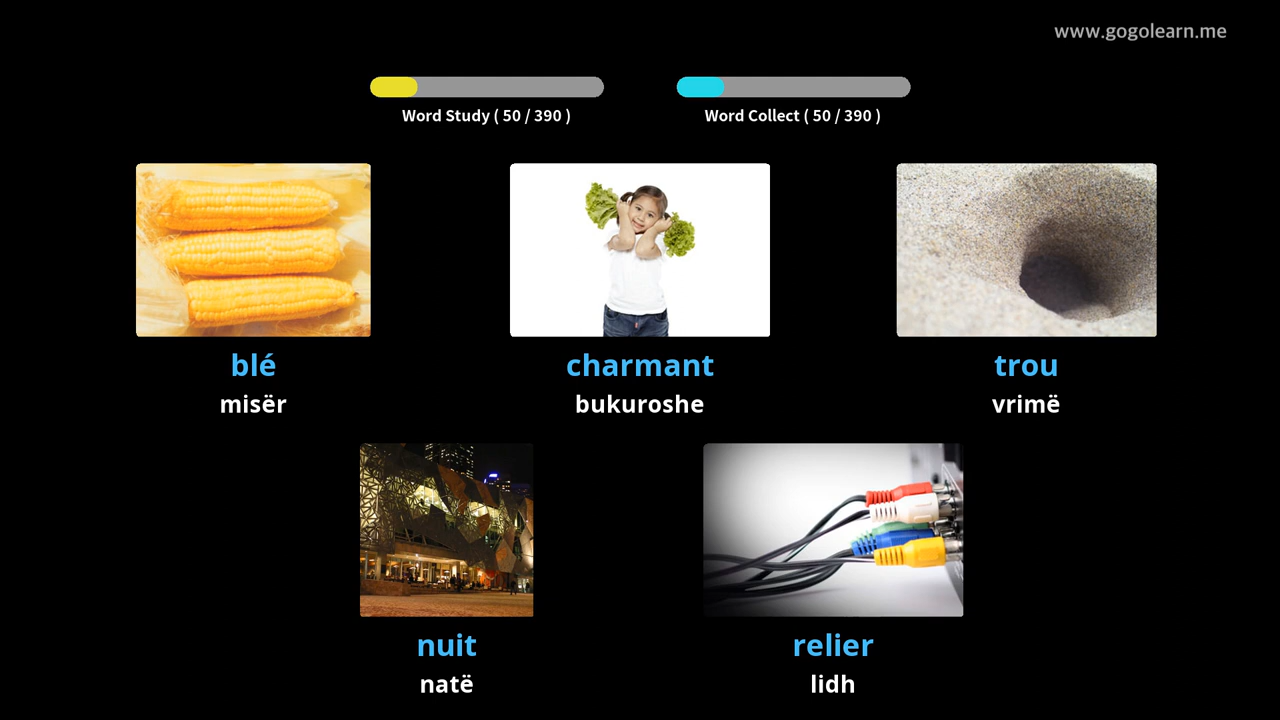 www.gogolearn.me
Word Study ( 50 / 390 )
Word Collect ( 50 / 390 )
blé
misër
charmant
bukuroshe
trou
vrimë
nuit
natë
relier
lidh